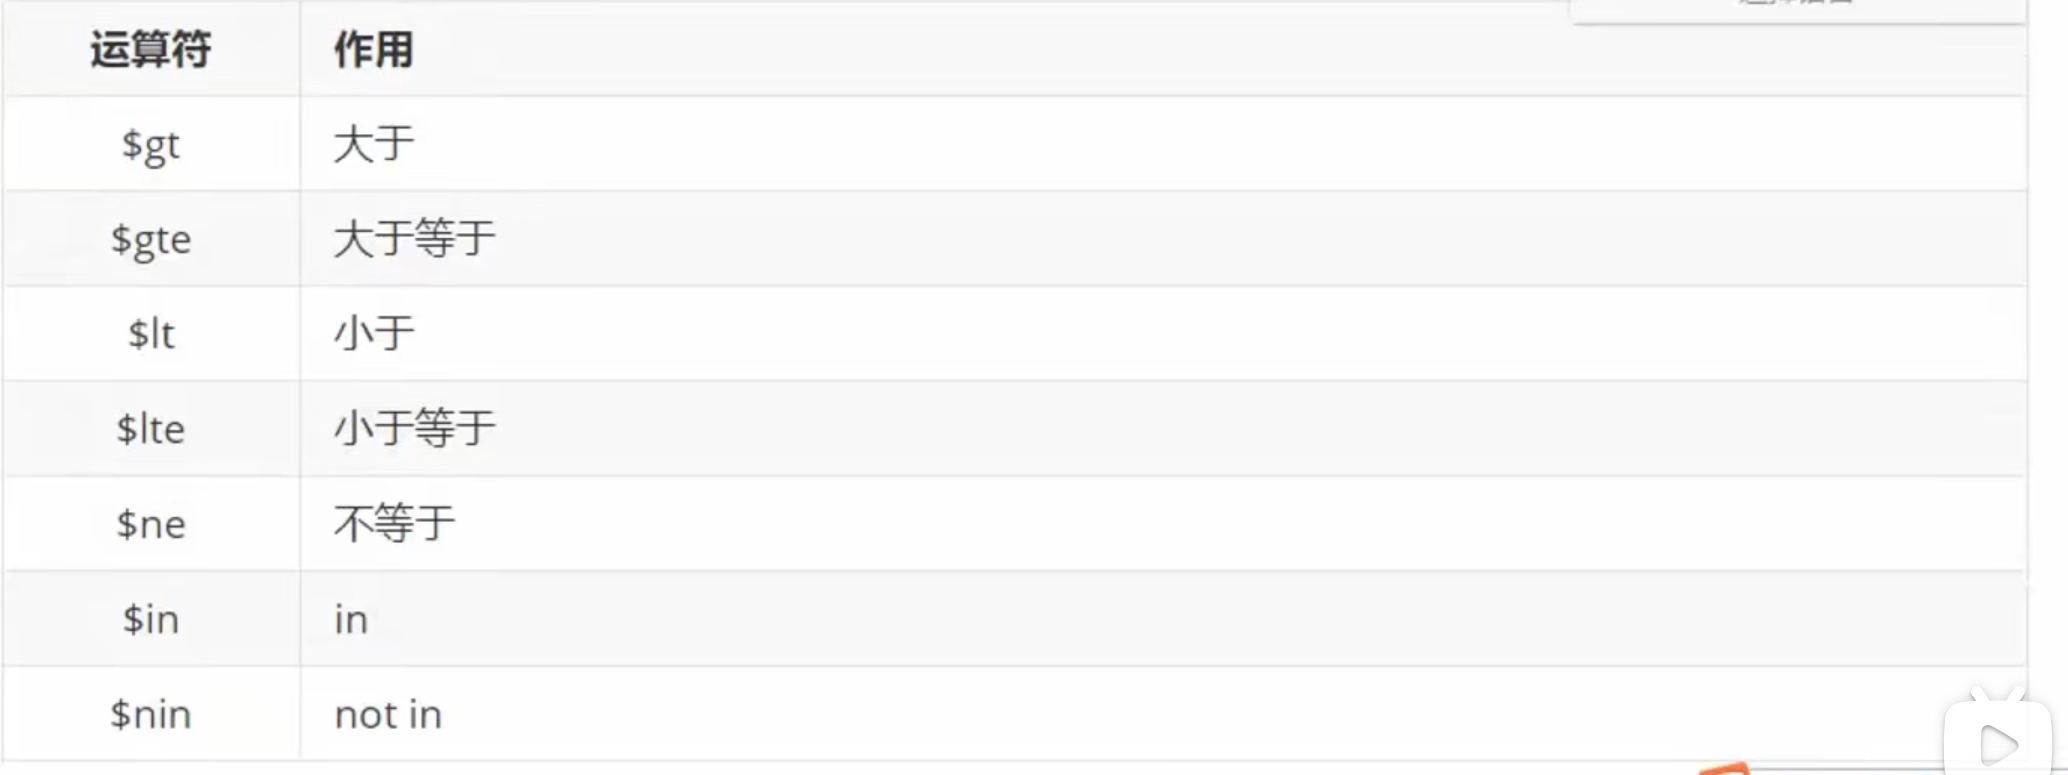 运算符 作用
$gt 大于
$gte 大于等于
$lt 小于
$lte 小于等于
$ne 不等于
$in in
$nin not in